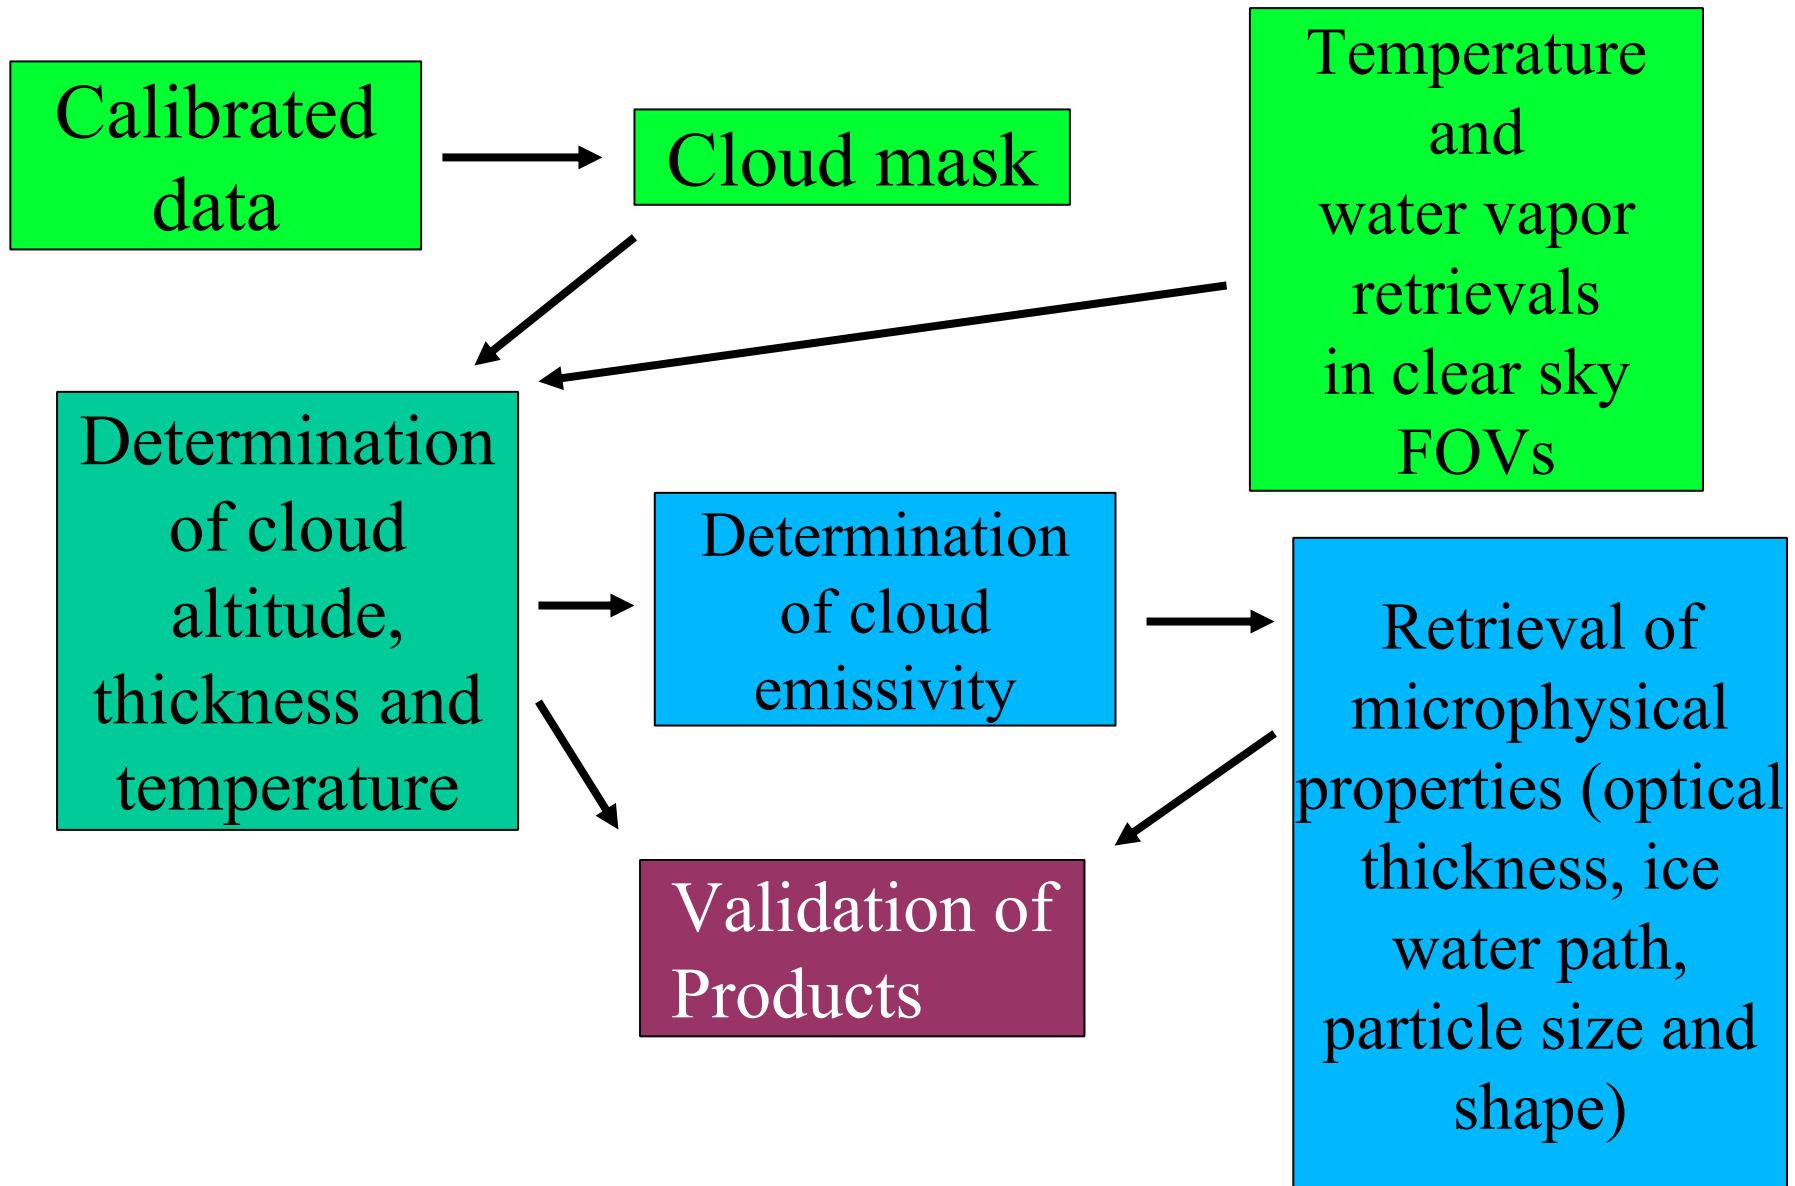 Calibrated
data
Cloud mask
Temperature
and
water vapor
retrievals
in clear sky
FOVs
Determination
of cloud
altitude,
thickness and
temperature
Determination
of cloud
emissivity
Retrieval of
microphysical
properties (optical
thickness, ice
water path,
particle size and
shape)
Validation of
Products